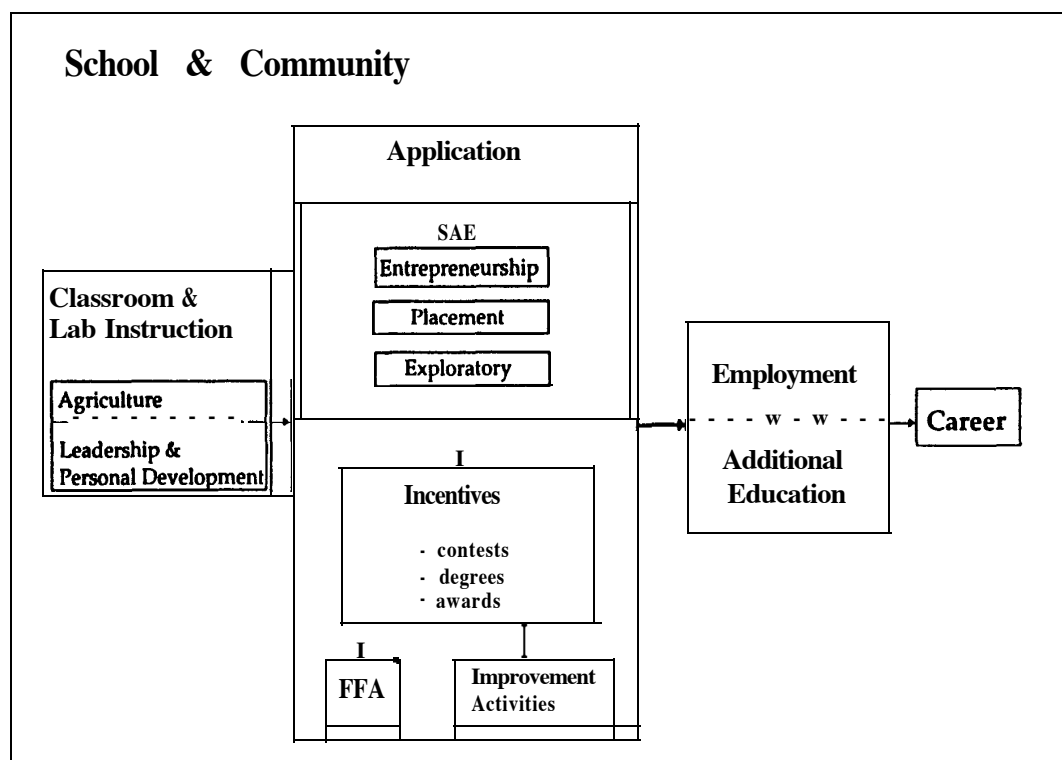 School & Community
Application
SAE
Entrepreneurship
Placement
Exploratory
Classroom &
Lab Instruction
Agriculture
Leadership &
Personal Development
Employment
- - - - w - w - - -
Additional
Education
Career
I
Incentives
- contests
- degrees
- awards
I
FFA
Improvement
Activities